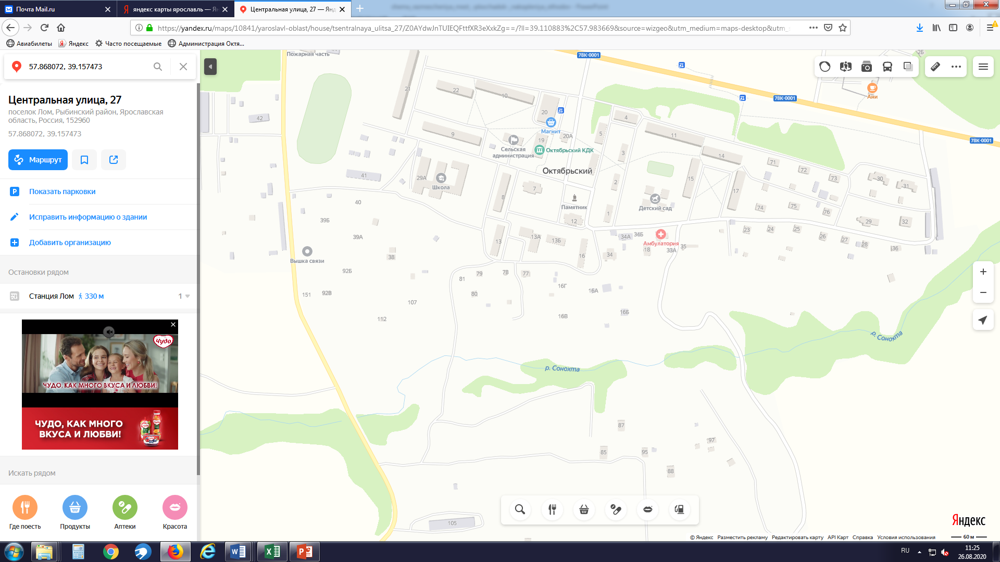 Почта Mail.ru
яндекс карты ярославль — Ян
Центральная улица, 27 — Янд
https://yandex.ru/maps/10841/yaroslavl-oblast/house/tsentralnaya_ulitsa_27/Z0AYdwJnTUIEQFttfXR3eXxkZg==/?ll=39.110883%2C57.983669&source=wizgeo&utm_medium=maps-desktop&utm_
Авиабилеты
Яндекс
Часто посещаемые
Администрация Октя...
57.868072, 39.157473
Центральная улица, 27
поселок Лом, Рыбинский район, Ярославская
область, Россия, 152960
57.868072, 39.157473
Маршрут
Показать парковки
Исправить информацию о здании
Добавить организацию
Остановки рядом
Станция Лом 330 м 1
Чудо
ЧУДО, КАК МНОГО ВКУСА И ЛЮБВИ!
ЧУДО, КАК МНОГО
ВКУСА И ЛЮБВИ!
Искать рядом
Где поесть
Продукты
Аптеки
Красота
Пожарная часть
78К-0001
2Б
Ани
78К-0001
78К-0001
21
22
10
20
Магнит
42
4
9
5
11
19
20А
Сельская
администрация
Октябрьский КДК
3
14
Октябрьский
41
29А
Школа
7
2
15
71
72
73
30
31
8
17
40
Памятник
Детский сад
1
12
74
75
76
39Б
29
32
39А
13
13А
13Б
34А
34Б
Амбулатория
18
33А
35
23
24
25
26
27
28
36
Вышка связи
38
16
34
92Б
81
79
78
77
151
92В
80
16Г
16А
107
112
16В
16Б
р. Сонохта
р. Сонохта
87
97
85
95
88
105
Яндекс
© Яндекс Разместить рекламу Редактировать карту API Карт Справка Условия использования
60 м
RU
11:25
26.08.2020